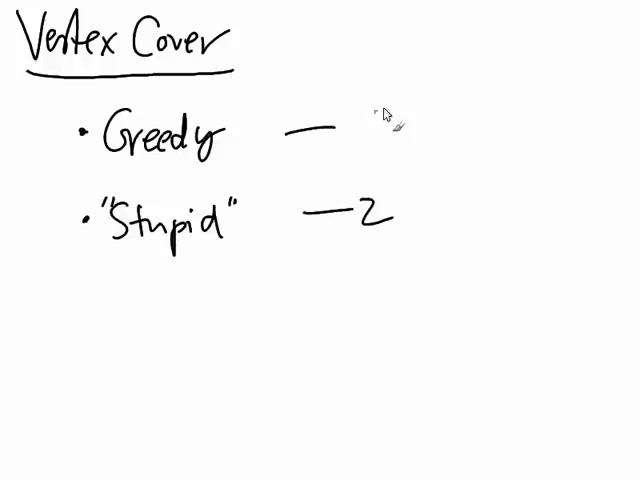 Vertex Cover
• Greedy —
• "Stupid" — 2